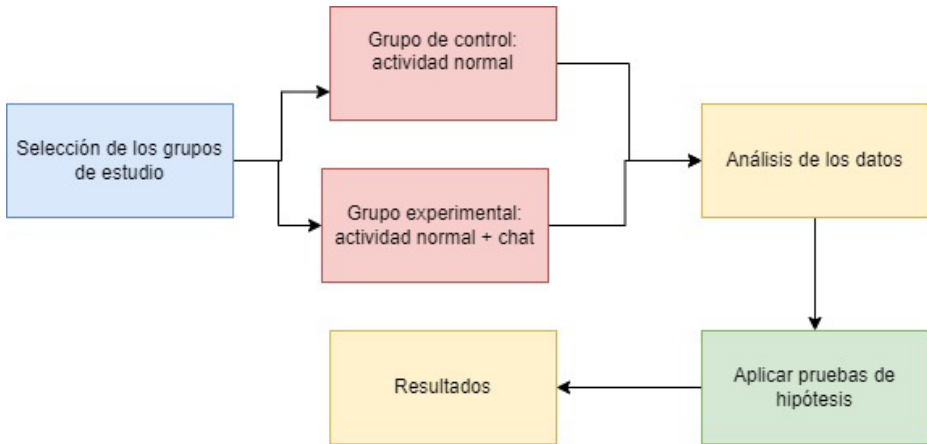 Grupo de control:
actividad normal
Selección de los grupos
de estudio
Grupo experimental:
actividad normal + chat
Análisis de los datos
Aplicar pruebas de
hipótesis
Resultados